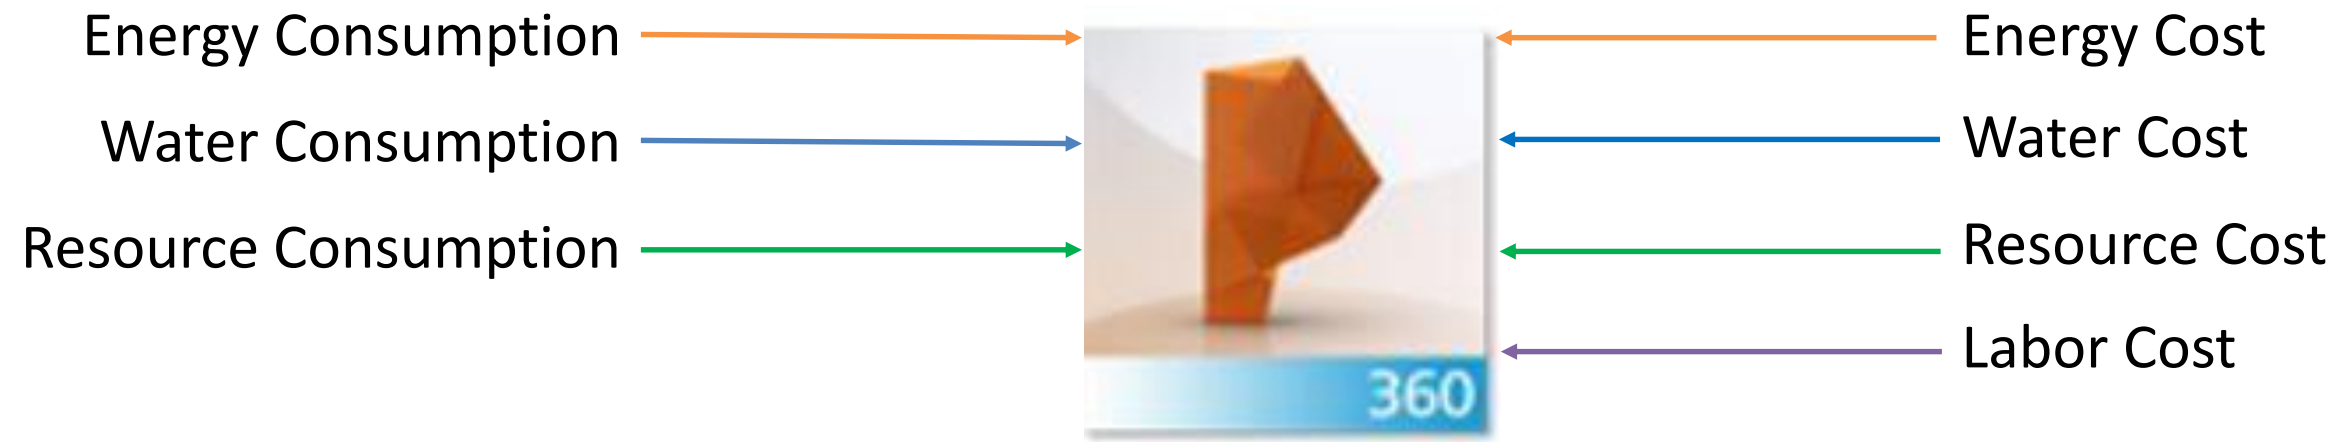 Energy Consumption
Water Consumption
Resource Consumption
360
Energy Cost
Water Cost
Resource Cost
Labor Cost